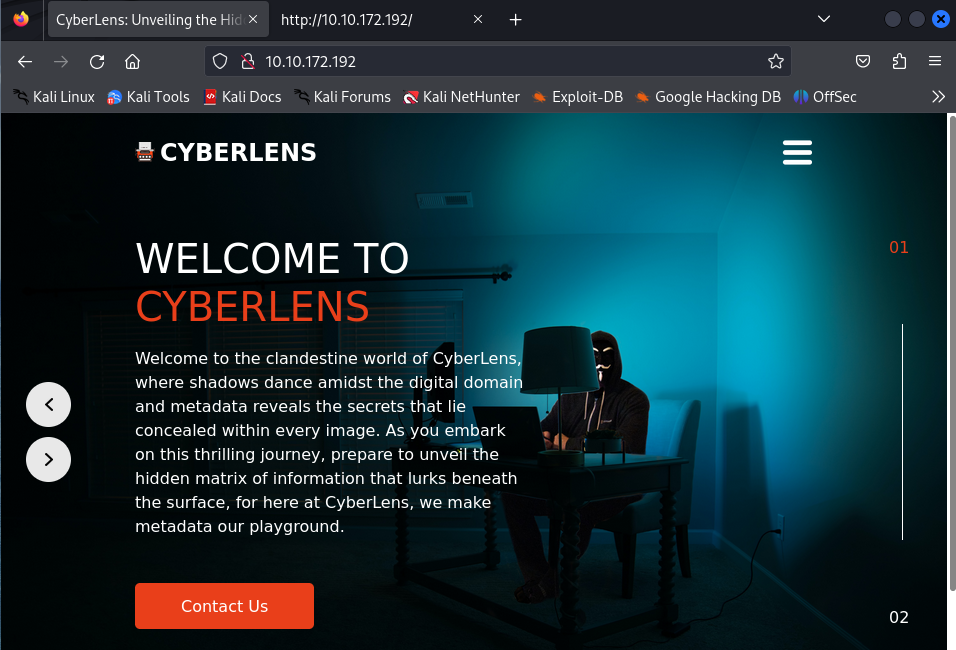 CyberLens: Unveiling the Hid
http://10.10.172.192/
10.10.172.192
Kali Linux
Kali Tools
Kali Docs
Kali Forums
Kali NetHunter
Exploit-DB
Google Hacking DB
OffSec
CYBERLENS
WELCOME TO
CYBERLENS
01
Welcome to the clandestine world of CyberLens,
where shadows dance amidst the digital domain
and metadata reveals the secrets that lie
concealed within every image. As you embark
on this thrilling journey, prepare to unveil the
hidden matrix of information that lurks beneath
the surface, for here at CyberLens, we make
metadata our playground.
Contact Us
02